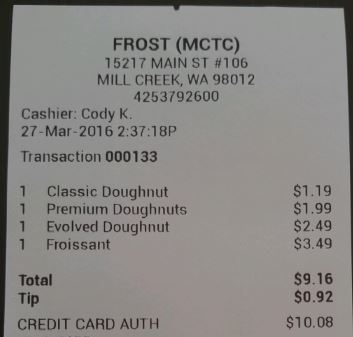 FROST (MCTC)
15217 MAIN ST #106
MILL CREEK, WA 98012
4253792600
Cashier: Cody K.
27-Mar-2016 2:37:18P
Transaction 000133
1 Classic Doughnut $1.19
1 Premium Doughnuts $1.99
1 Evolved Doughnut $2.49
1 Froissant $3.49
Total $9.16
Tip $0.92
CREDIT CARD AUTH $10.08